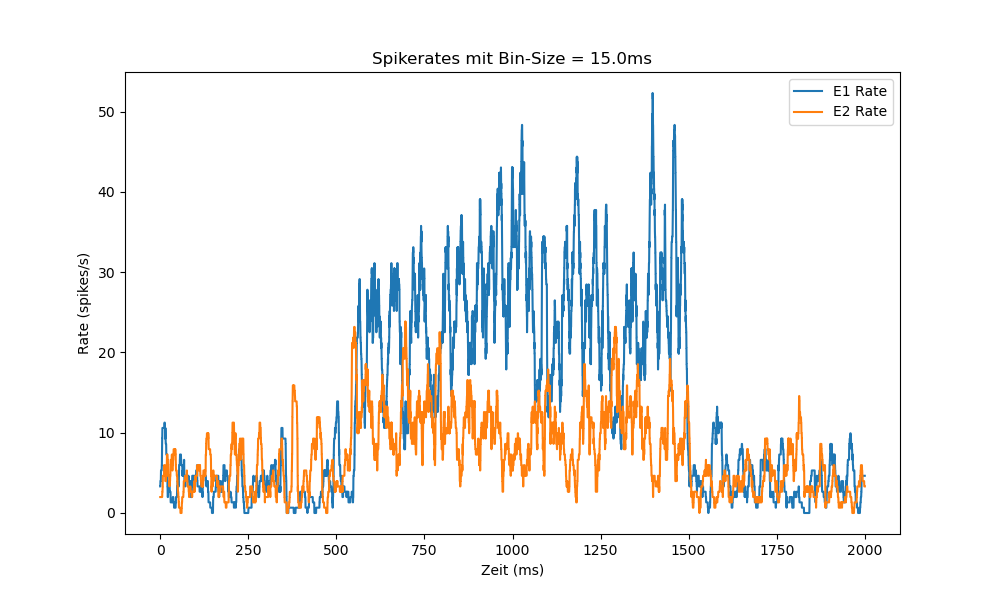 Spikerates mit Bin-Size = 15.0ms
E1 Rate
E2 Rate
Rate (spikes/s)
50
40
30
20
10
0
0 250 500 750 1000 1250 1500 1750 2000
Zeit (ms)